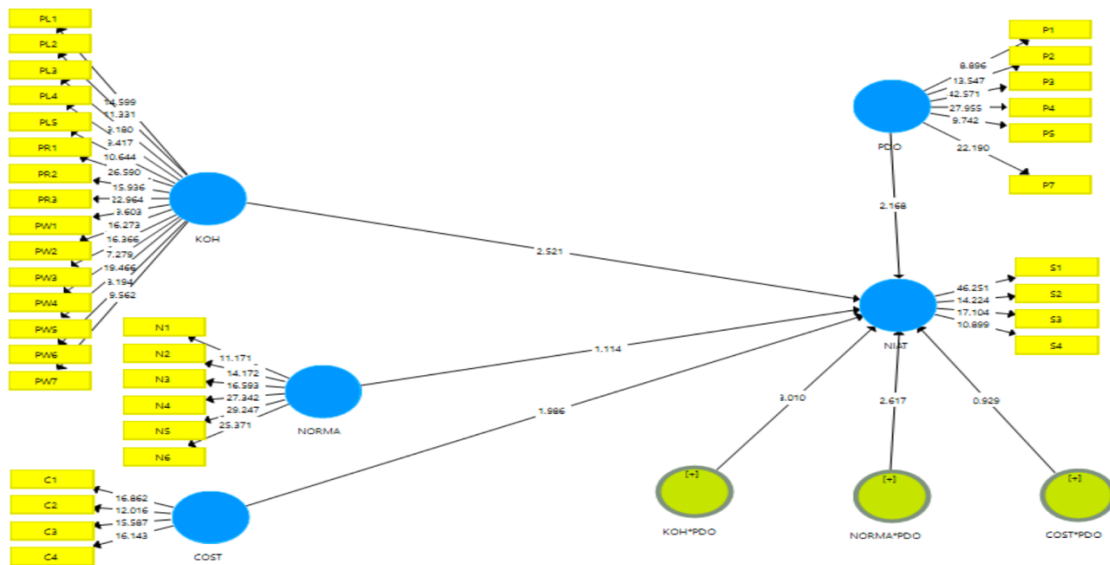 PL1
PL2
PL3
PL4
PL5
PR1
PR2
PR3
PW1
PW2
PW3
PW4
PW5
PW6
PW7
14.599
11.331
3.180
3.417
10.644
26.590
15.936
22.964
3.603
16.273
16.366
7.279
19.466
3.194
9.562
KOH
2.521
P1
P2
P3
P4
P5
P7
8.896
13.547
42.571
27.955
9.742
22.190
PDO
2.168
N1
N2
N3
N4
N5
N6
11.171
14.172
16.593
27.342
29.247
25.371
NORMA
1.114
S1
S2
S3
S4
46.251
14.224
17.104
10.899
NIAT
C1
C2
C3
C4
16.862
12.016
15.587
16.143
COST
1.986
3.010
2.617
0.929
[+]
[+]
[+]
KOH*PDO
NORMA*PDO
COST*PDO